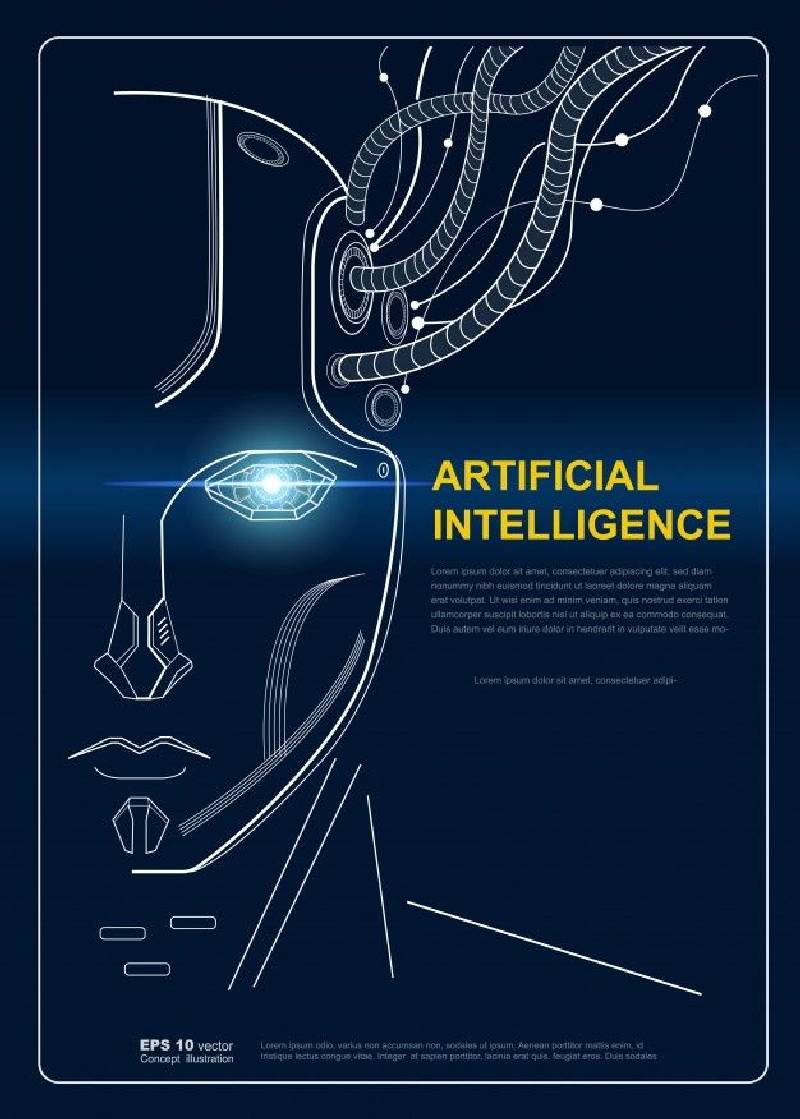 ARTIFICIAL
INTELLIGENCE
Lorem ipsum dolor sit amet, consectetuer adipiscing elit, sed diam
nonummy nibh euismod tincidunt ut laoreet dolore magna aliquam
erat volutpat. Ut wisi enim ad minim veniam, quis nostrud exerci tation
ullamcorper suscipit lobortis nisl ut aliquip ex ea commodo consequat.
Duis autem vel eum iriure dolor in hendrerit in vulputate velit esse mo-
Lorem ipsum dolor sit amet, consectetuer adipi-
EPS 10 vector
Concept illustration
Lorem ipsum odio, varius non accumsan non, sodales ut ipsum. Aenean porttitor mattis enim, id
tristique lectus congue vitae. Integer at sapien porttitor, lacinia erat quis, feugiat eros. Duis sodales